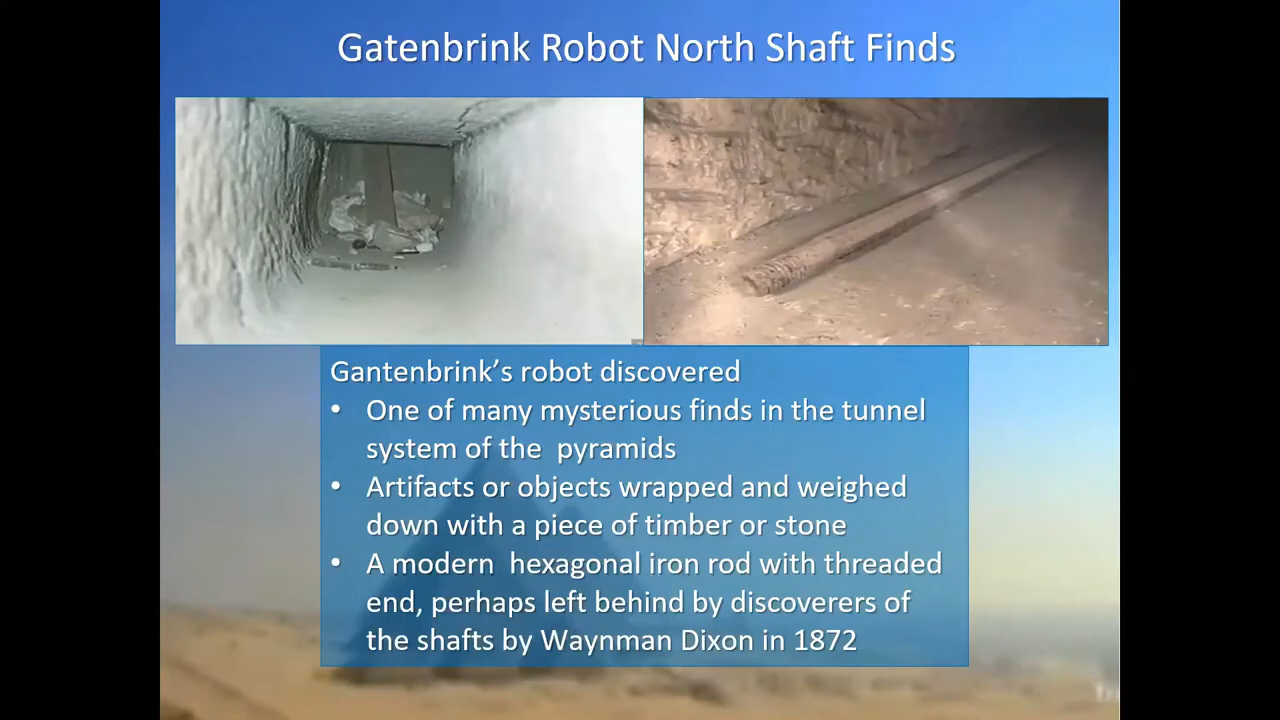 Gatenbrink Robot North Shaft Finds
Gantenbrink’s robot discovered
• One of many mysterious finds in the tunnel
system of the  pyramids
• Artifacts or objects wrapped and weighed
down with a piece of timber or stone
• A modern  hexagonal iron rod with threaded
end, perhaps left behind by discoverers of
the shafts by Waynman Dixon in 1872